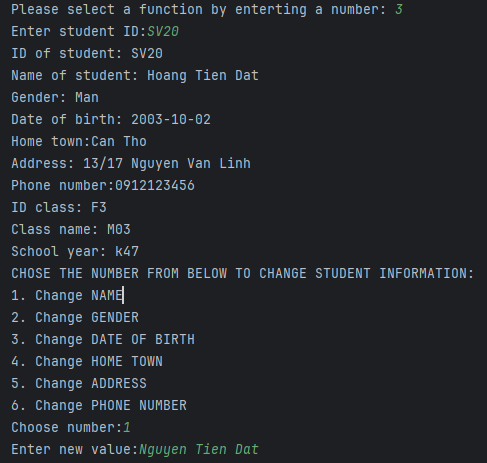 Please select a function by enterting a number: 3
Enter student ID:SV20
ID of student: SV20
Name of student: Hoang Tien Dat
Gender: Man
Date of birth: 2003-10-02
Home town:Can Tho
Address: 13/17 Nguyen Van Linh
Phone number:0912123456
ID class: F3
Class name: M03
School year: k47
CHOSE THE NUMBER FROM BELOW TO CHANGE STUDENT INFORMATION:
1. Change NAME
2. Change GENDER
3. Change DATE OF BIRTH
4. Change HOME TOWN
5. Change ADDRESS
6. Change PHONE NUMBER
Choose number:1
Enter new value:Nguyen Tien Dat